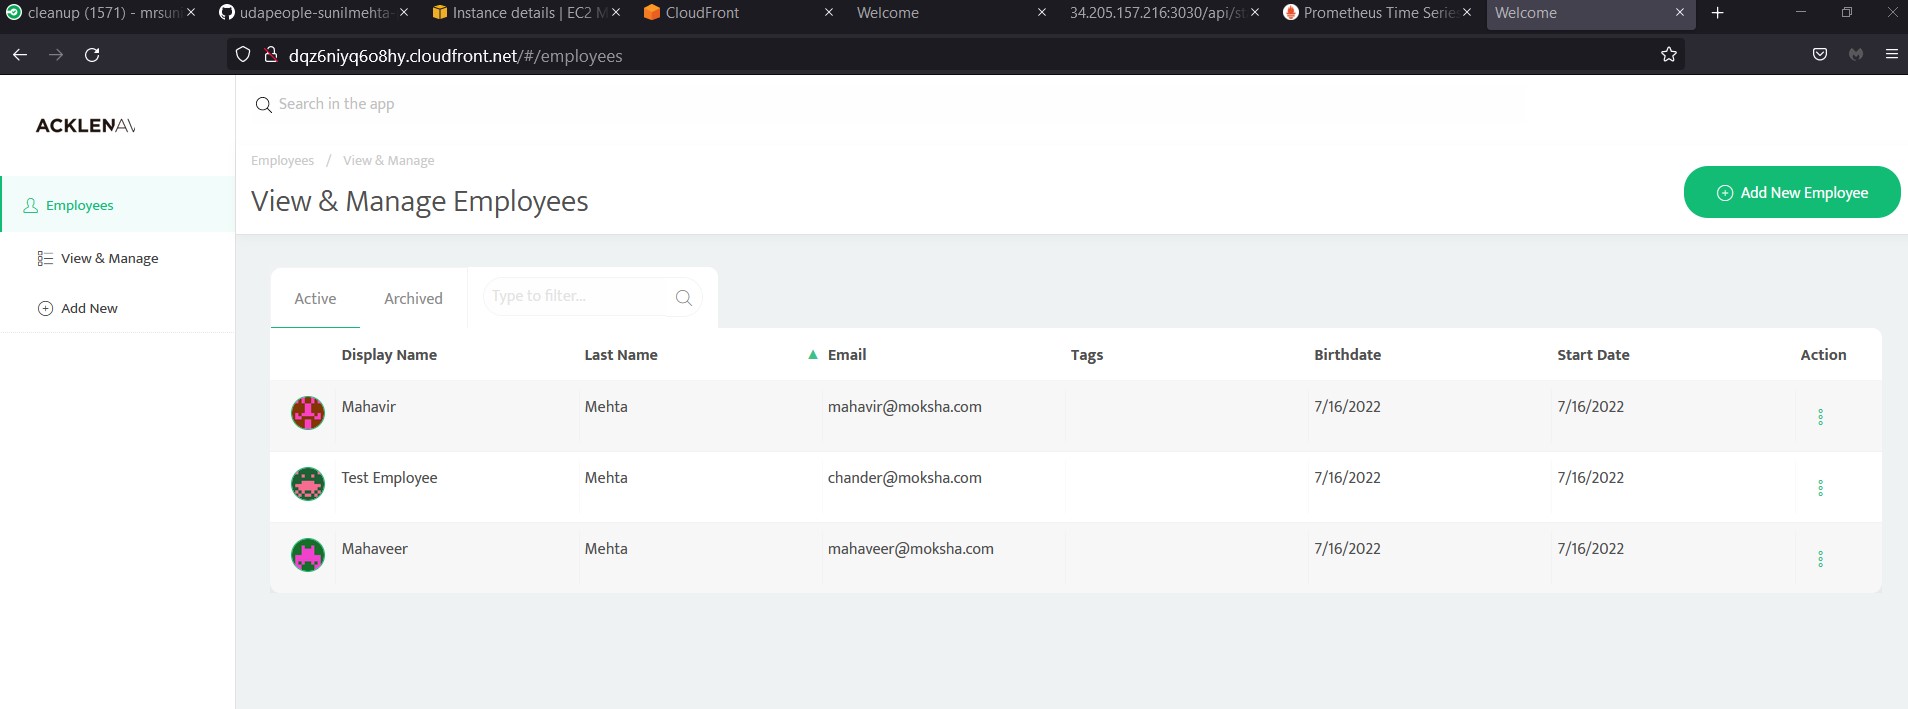 cleanup (1571) - mrsuni
udapeople-sunilmehta-
Instance details | EC2 M
CloudFront
Welcome
34.205.157.216:3030/api/st
Prometheus Time Series
Welcome
dqz6niyq6o8hy.cloudfront.net/#/employees
ACKLENAV
Search in the app
Employees / View & Manage
View & Manage Employees
Add New Employee
Employees
View & Manage
Add New
Active Archived Type to filter...
Display Name Last Name ▲ Email Tags Birthdate Start Date Action
Mahavir Mehta mahavir@moksha.com 7/16/2022 7/16/2022
Test Employee Mehta chander@moksha.com 7/16/2022 7/16/2022
Mahaveer Mehta mahaveer@moksha.com 7/16/2022 7/16/2022